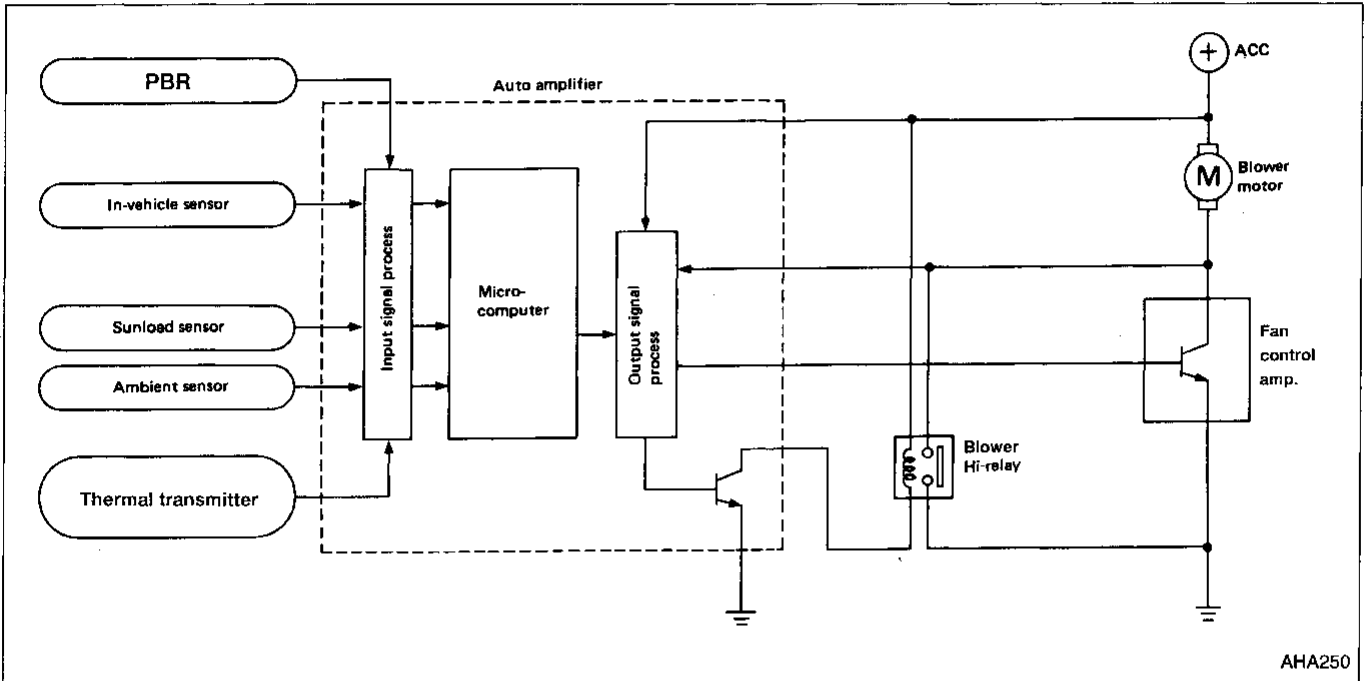 PBR
In-vehicle sensor
Sunload sensor
Ambient sensor
Thermal transmitter
Auto amplifier
Input signal process
Micro-
computer
Output signal
process
+
ACC
M
Blower
motor
Fan
control
amp.
Blower
Hi-relay
AHA250